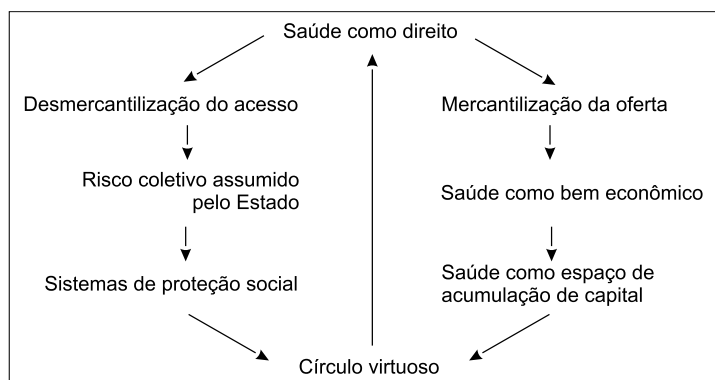 Saúde como direito
Desmercantilização do acesso
Mercantilização da oferta
Risco coletivo assumido
pelo Estado
Saúde como bem econômico
Sistemas de proteção social
Saúde como espaço de
acumulação de capital
Círculo virtuoso